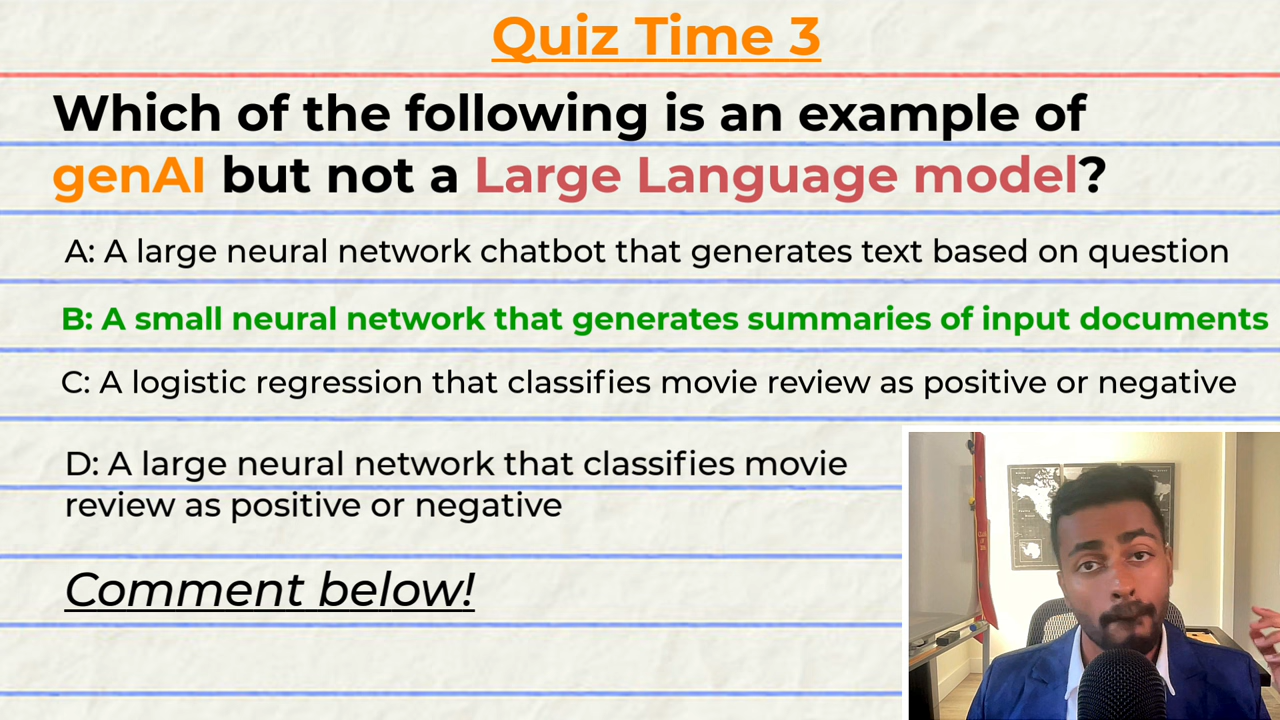 Quiz Time 3
Which of the following is an example of
genAI but not a Large Language model?
A: A large neural network chatbot that generates text based on question
B: A small neural network that generates summaries of input documents
C: A logistic regression that classifies movie review as positive or negative
D: A large neural network that classifies movie
review as positive or negative
Comment below!